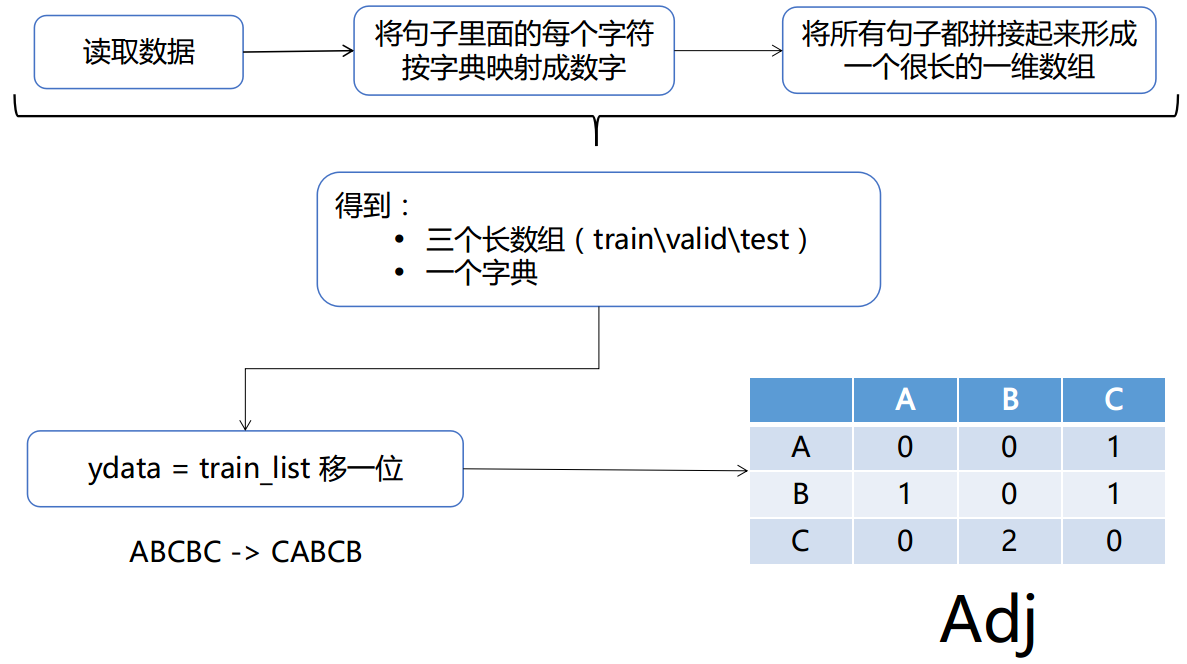 读取数据
将句子里面的每个字符
按字典映射成数字
将所有句子都拼接起来形成
一个很长的一维数组
得到：
• 三个长数组（train\valid\test）
• 一个字典
ydata = train_list 移一位
ABCBC -> CABCB
A B C
A 0 0 1
B 1 0 1
C 0 2 0
Adj